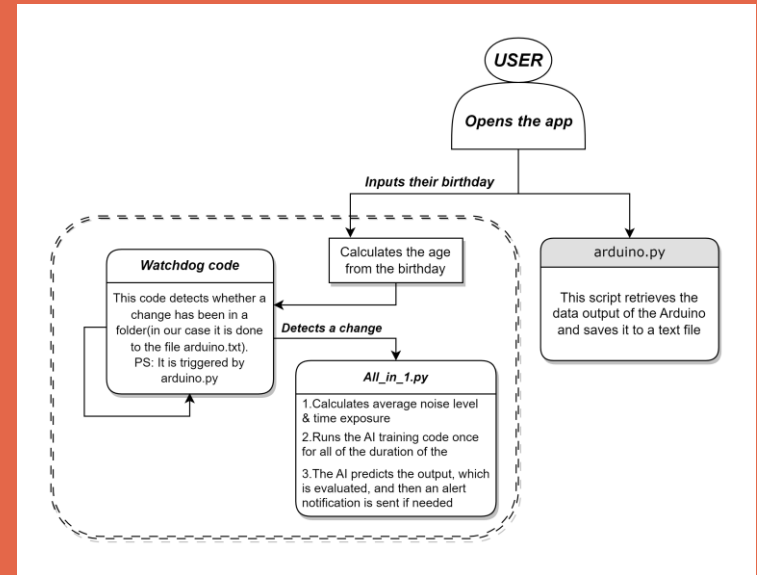 USER
Opens the app
Inputs their birthday
Calculates the age
from the birthday
arduino.py
This script retrieves the
data output of the Arduino
and saves it to a text file
Watchdog code
This code detects whether a
change has been in a
folder(in our case it is done
to the file arduino.txt).
PS: It is triggered by
arduino.py
Detects a change
All_in_1.py
1.Calculates average noise level
& time exposure
2.Runs the AI training code once
for all of the duration of the
3.The AI predicts the output, which
is evaluated, and then an alert
notification is sent if needed